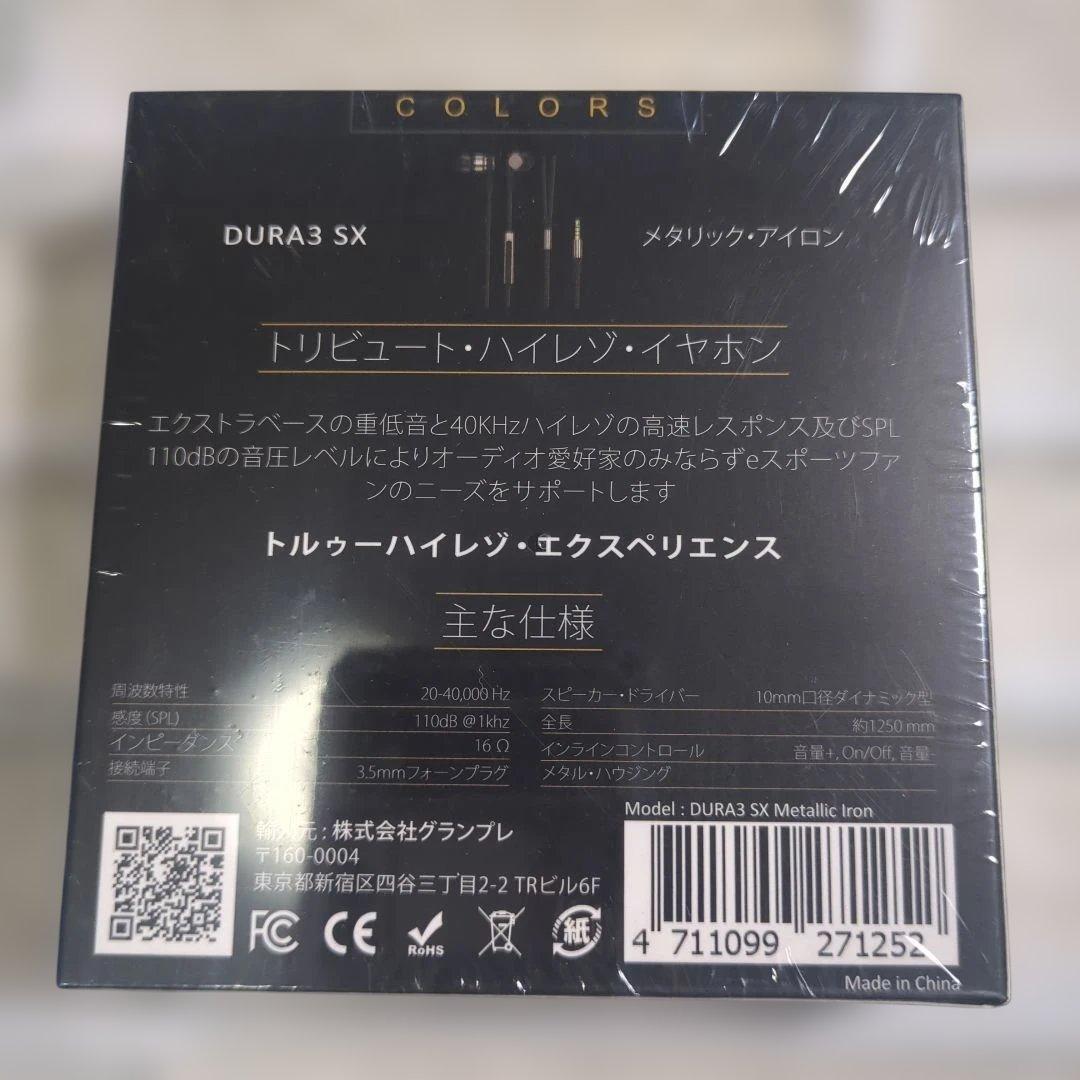 COLORS
DURA3 SX
メタリック・アイロン
トリビュート・ハイレゾ・イヤホン
エクストラベースの重低音と40KHzハイレゾの高速レスポンス及びSPL
110dBの音圧レベルによりオーディオ愛好家のみならずeスポーツファ
ンのニーズをサポートします
トルゥーハイレゾ・エクスペリエンス
主な仕様
周波数特性 20-40,000 Hz
感度 (SPL) 110dB @1khz
インピーダンス 16 Ω
接続端子 3.5mmフォーンプラグ
スピーカー・ドライバー 10mm口径ダイナミック型
全長 約1250 mm
インラインコントロール 音量+, On/Off, 音量-
メタル・ハウジング
輸入元 : 株式会社グランプレ
〒160-0004
東京都新宿区四谷三丁目2-2 TRビル6F
FC CE RoHS 紙
Model : DURA3 SX Metallic Iron
4 711099 271252
Made in China